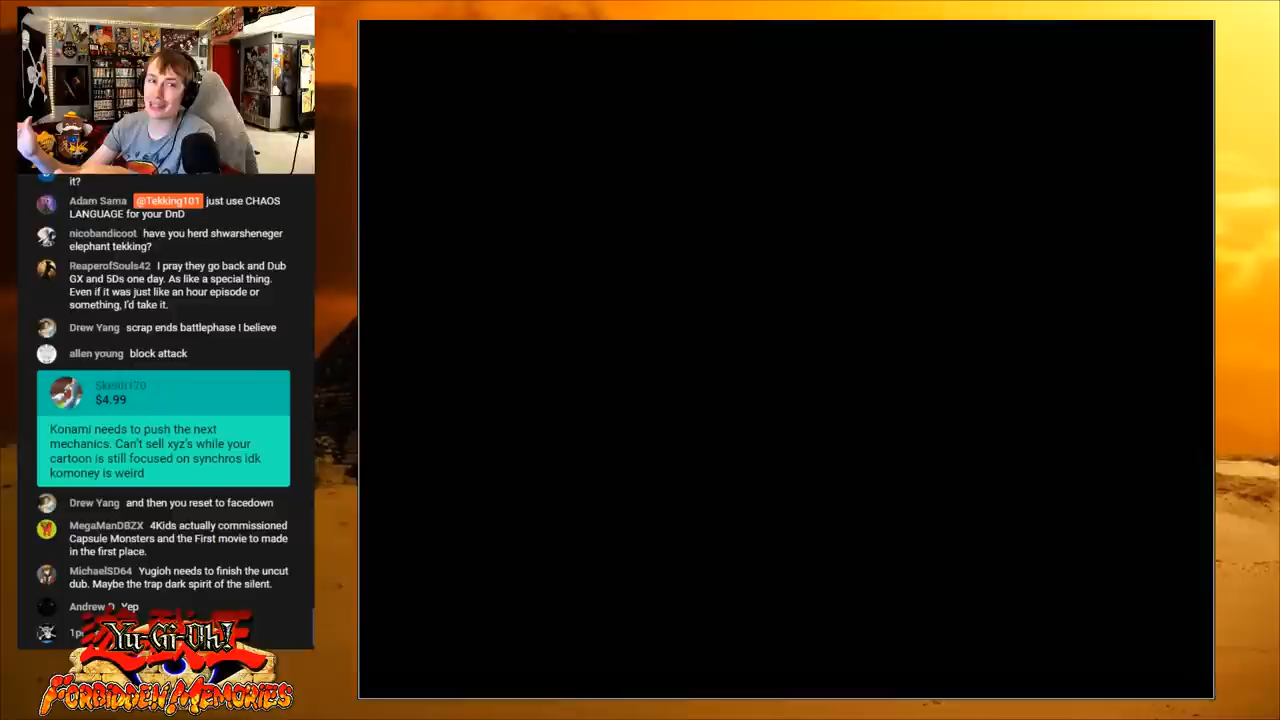 it?
Adam Sama @Tekking101 just use CHAOS
LANGUAGE for your DnD
nicobandicoot have you herd shwarsheneger
elephant tekking?
ReaperofSouls42 I pray they go back and Dub
GX and 5Ds one day. As like a special thing.
Even if it was just like an hour episode or
something, I'd take it.
Drew Yang scrap ends battlephase I believe
allen young block attack
Skeith170
$4.99
Konami needs to push the next
mechanics. Can't sell xyz's while your
cartoon is still focused on synchros idk
komoney is weird
Drew Yang and then you reset to facedown
MegaManDBZX 4Kids actually commissioned
Capsule Monsters and the First movie to made
in the first place.
MichaelSD64 Yugioh needs to finish the uncut
dub. Maybe the trap dark spirit of the silent.
Andrew D Yep
Yu-Gi-Oh!
FORBIDDEN MEMORIES